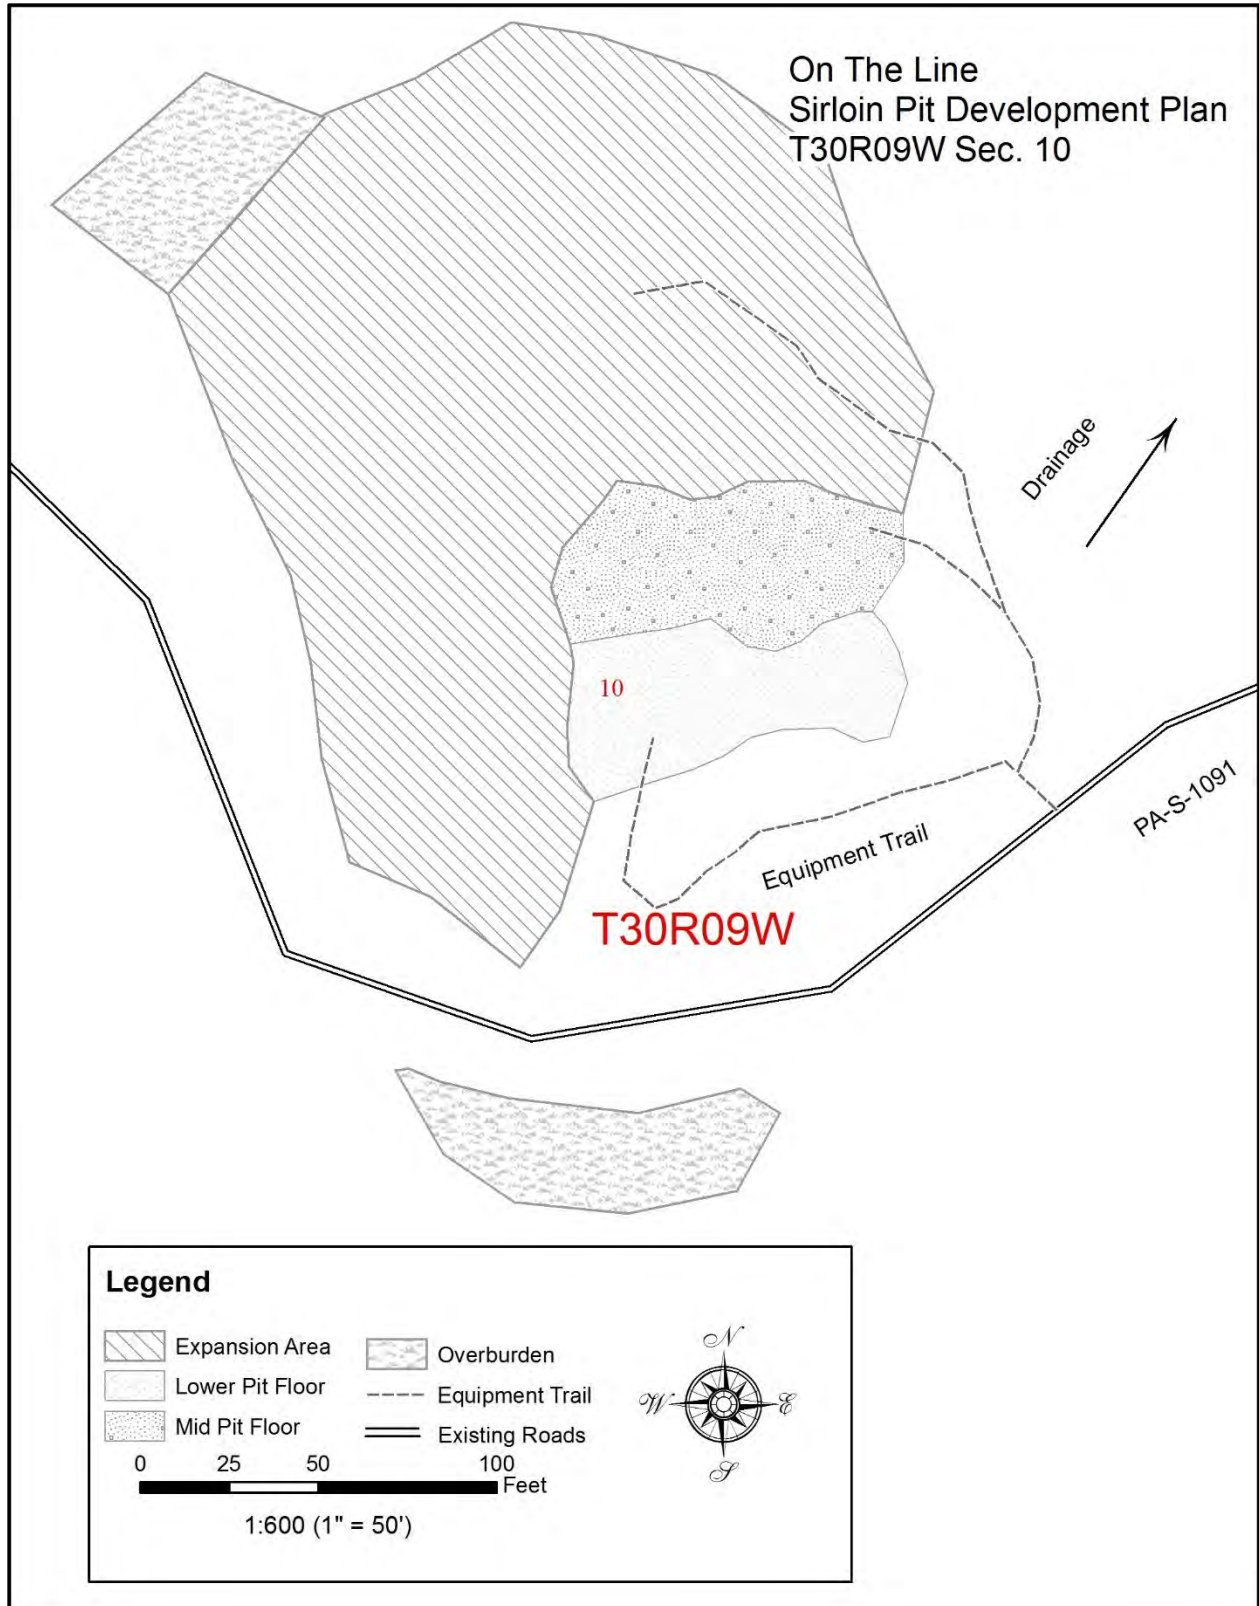 On The Line
Sirloin Pit Development Plan
T30R09W Sec. 10
Drainage
10
PA-S-1091
Equipment Trail
T30R09W
Legend
Expansion Area
Lower Pit Floor
Mid Pit Floor
Overburden
Equipment Trail
Existing Roads
N
W
E
S
0 25 50 100
Feet
1:600 (1" = 50')